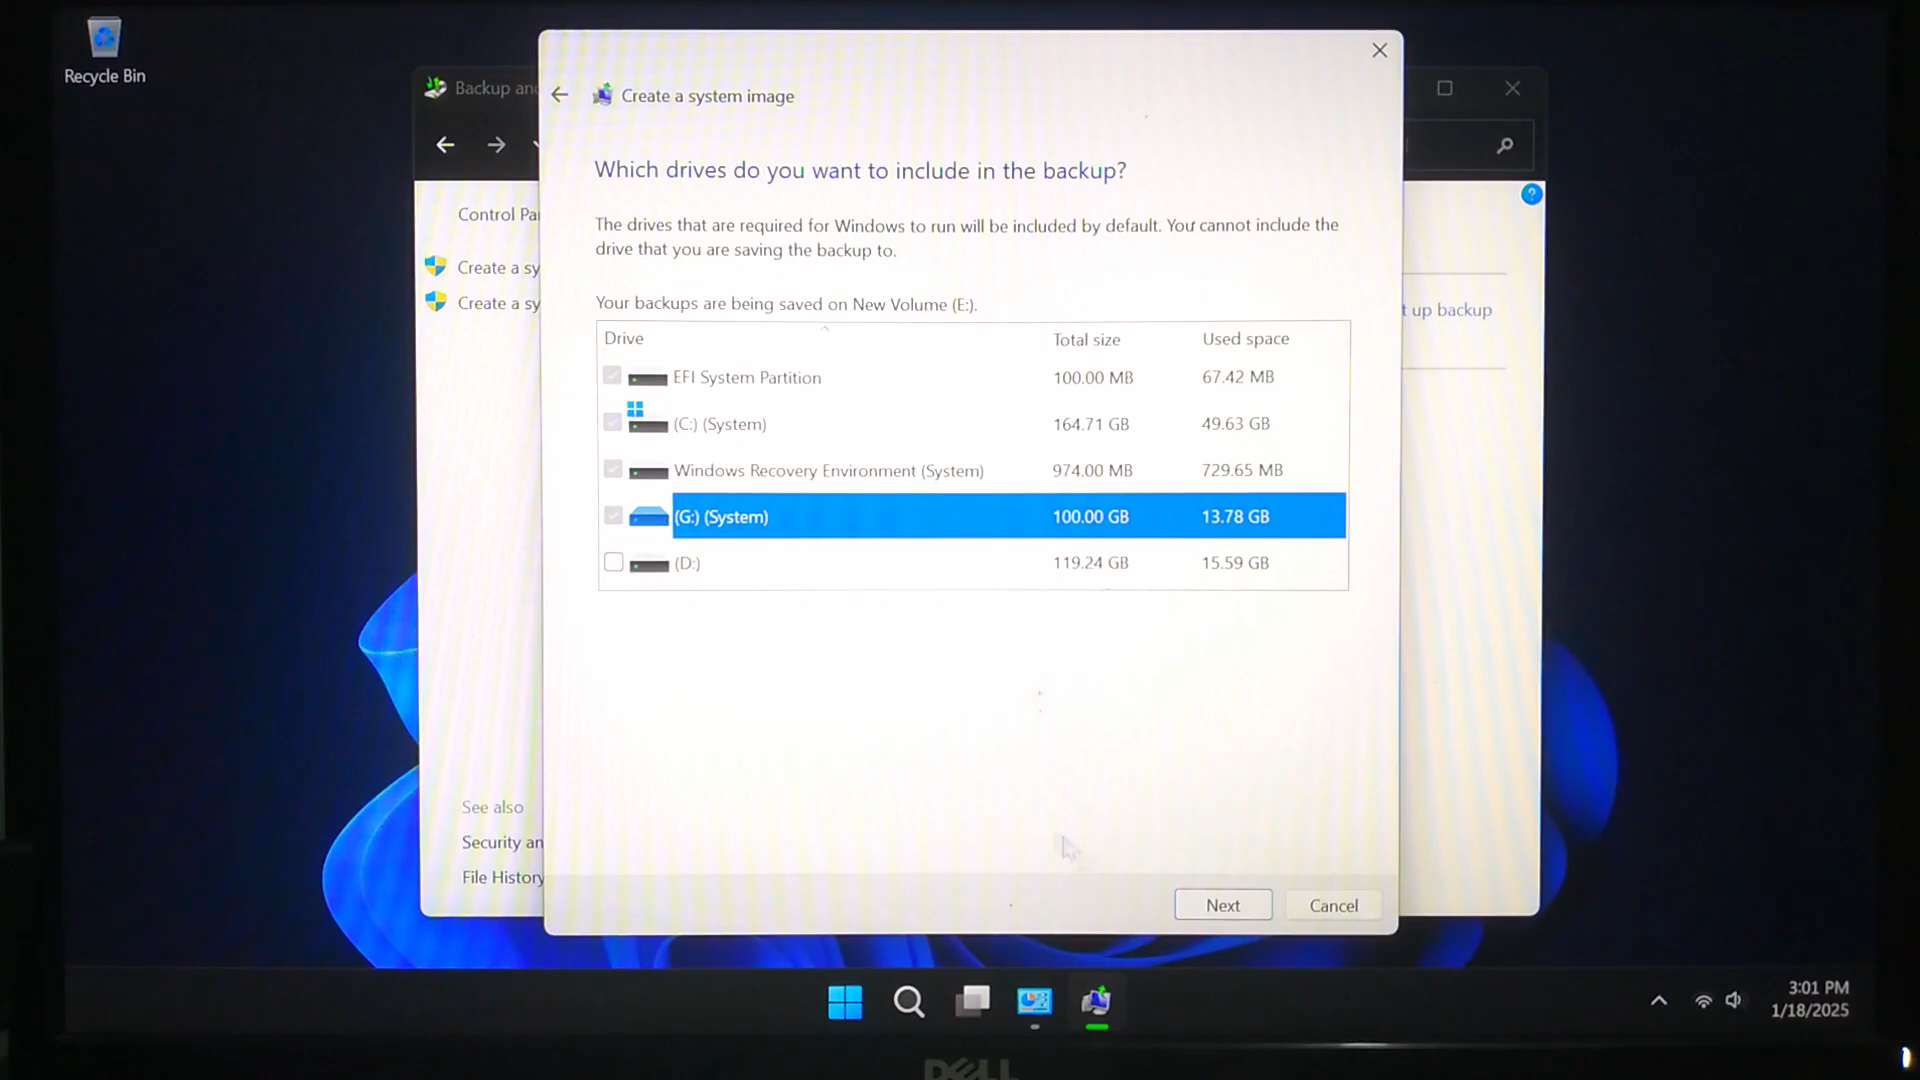 Recycle Bin
Backup and
Create a system image
Which drives do you want to include in the backup?
The drives that are required for Windows to run will be included by default. You cannot include the
drive that you are saving the backup to.
Your backups are being saved on New Volume (E:).
Drive Total size Used space
EFI System Partition 100.00 MB 67.42 MB
(C:) (System) 164.71 GB 49.63 GB
Windows Recovery Environment (System) 974.00 MB 729.65 MB
(G:) (System) 100.00 GB 13.78 GB
(D:) 119.24 GB 15.59 GB
Next Cancel
Control Pa
Create a sy
Create a sy
t up backup
?
See also
Security an
File History
3:01 PM
1/18/2025
DELL